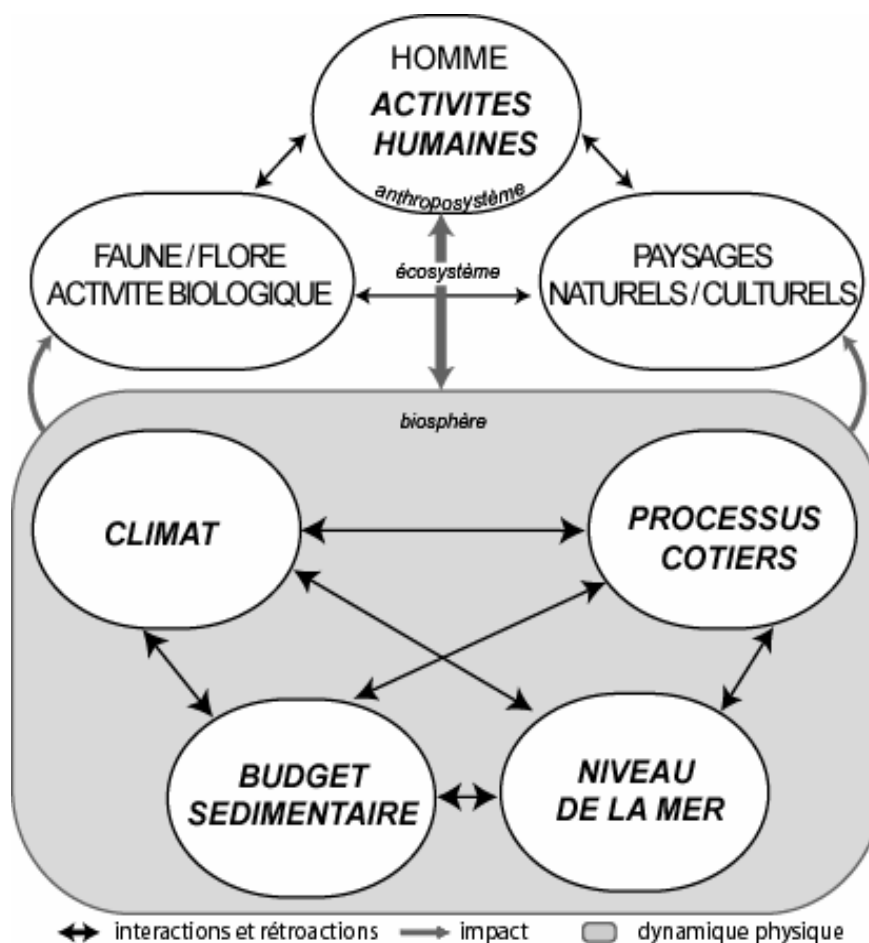 HOMME
ACTIVITES
HUMAINES
anthroposystème
FAUNE / FLORE
ACTIVITE BIOLOGIQUE
écosystème
PAYSAGES
NATURELS / CULTURELS
biosphère
CLIMAT
PROCESSUS
COTIERS
BUDGET
SEDIMENTAIRE
NIVEAU
DE LA MER
interactions et rétroactions
impact
dynamique physique